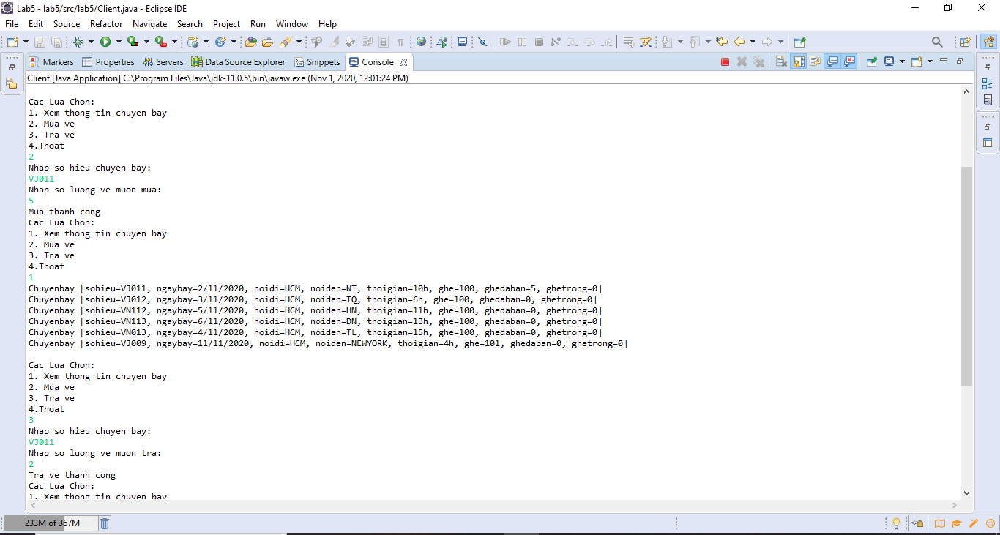 Lab5 - lab5/src/lab5/Client.java - Eclipse IDE
File Edit Source Refactor Navigate Search Project Run Window Help
Markers Properties Servers Data Source Explorer Snippets Console
Client [Java Application] C:\Program Files\Java\jdk-11.0.5\bin\javaw.exe (Nov 1, 2020, 12:01:24 PM)
Cac Lua Chon:
1. Xem thong tin chuyen bay
2. Mua ve
3. Tra ve
4.Thoat
2
Nhap so hieu chuyen bay:
VJ011
Nhap so luong ve muon mua:
5
Mua thanh cong
Cac Lua Chon:
1. Xem thong tin chuyen bay
2. Mua ve
3. Tra ve
4.Thoat
1
Chuyenbay [sohieu=VJ011, ngaybay=2/11/2020, noidi=HCM, noiden=NT, thoigian=10h, ghe=100, ghedaban=5, ghetrong=0]
Chuyenbay [sohieu=VJ012, ngaybay=3/11/2020, noidi=HCM, noiden=TQ, thoigian=6h, ghe=100, ghedaban=0, ghetrong=0]
Chuyenbay [sohieu=VN112, ngaybay=5/11/2020, noidi=HCM, noiden=HN, thoigian=11h, ghe=100, ghedaban=0, ghetrong=0]
Chuyenbay [sohieu=VN113, ngaybay=6/11/2020, noidi=HCM, noiden=DN, thoigian=13h, ghe=100, ghedaban=0, ghetrong=0]
Chuyenbay [sohieu=VN013, ngaybay=4/11/2020, noidi=HCM, noiden=TL, thoigian=15h, ghe=100, ghedaban=0, ghetrong=0]
Chuyenbay [sohieu=VJ009, ngaybay=11/11/2020, noidi=HCM, noiden=NEWYORK, thoigian=4h, ghe=101, ghedaban=0, ghetrong=0]
Cac Lua Chon:
1. Xem thong tin chuyen bay
2. Mua ve
3. Tra ve
4.Thoat
3
Nhap so hieu chuyen bay:
VJ011
Nhap so luong ve muon tra:
2
Tra ve thanh cong
Cac Lua Chon:
1. Xem thong tin chuyen bay
233M of 367M